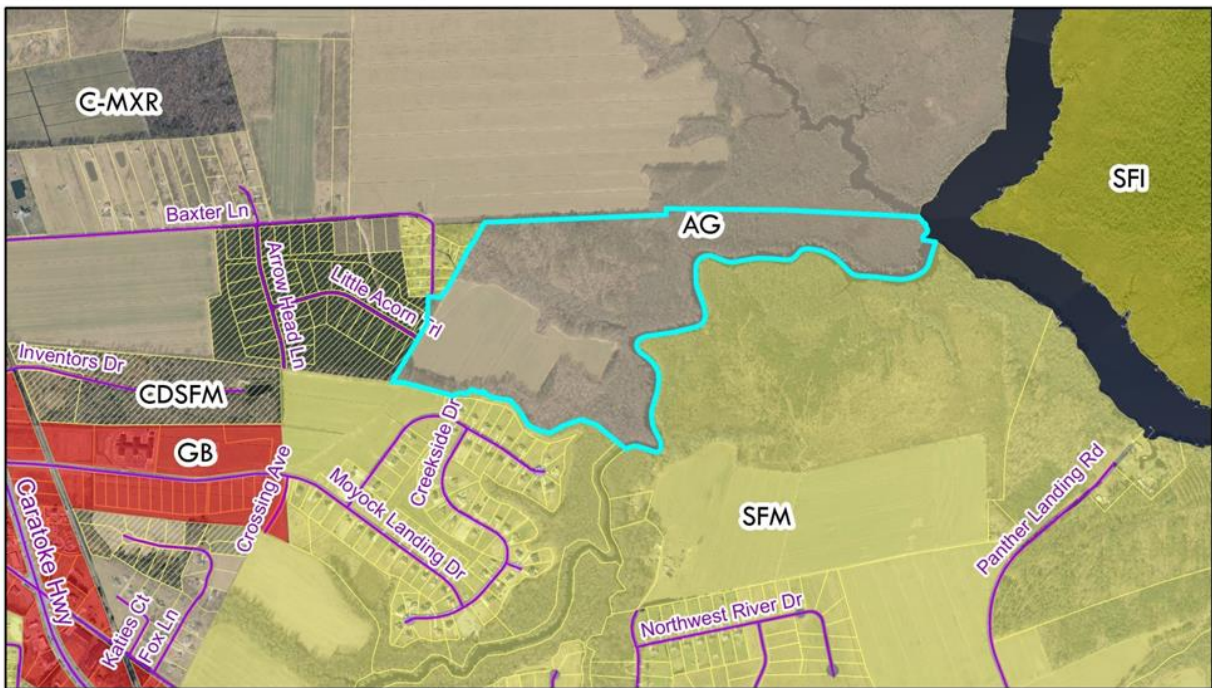 C-MXR
SFI
Baxter Ln
AG
Arrow Head Ln
Little Acorn Trl
Inventors Dr
CDSFM
GB
Creekside Dr
Crossing Ave
Moyock Landing Dr
Caratoke Hwy
SFM
Panther Landing Rd
Katies Ct
Fox Ln
Northwest River Dr